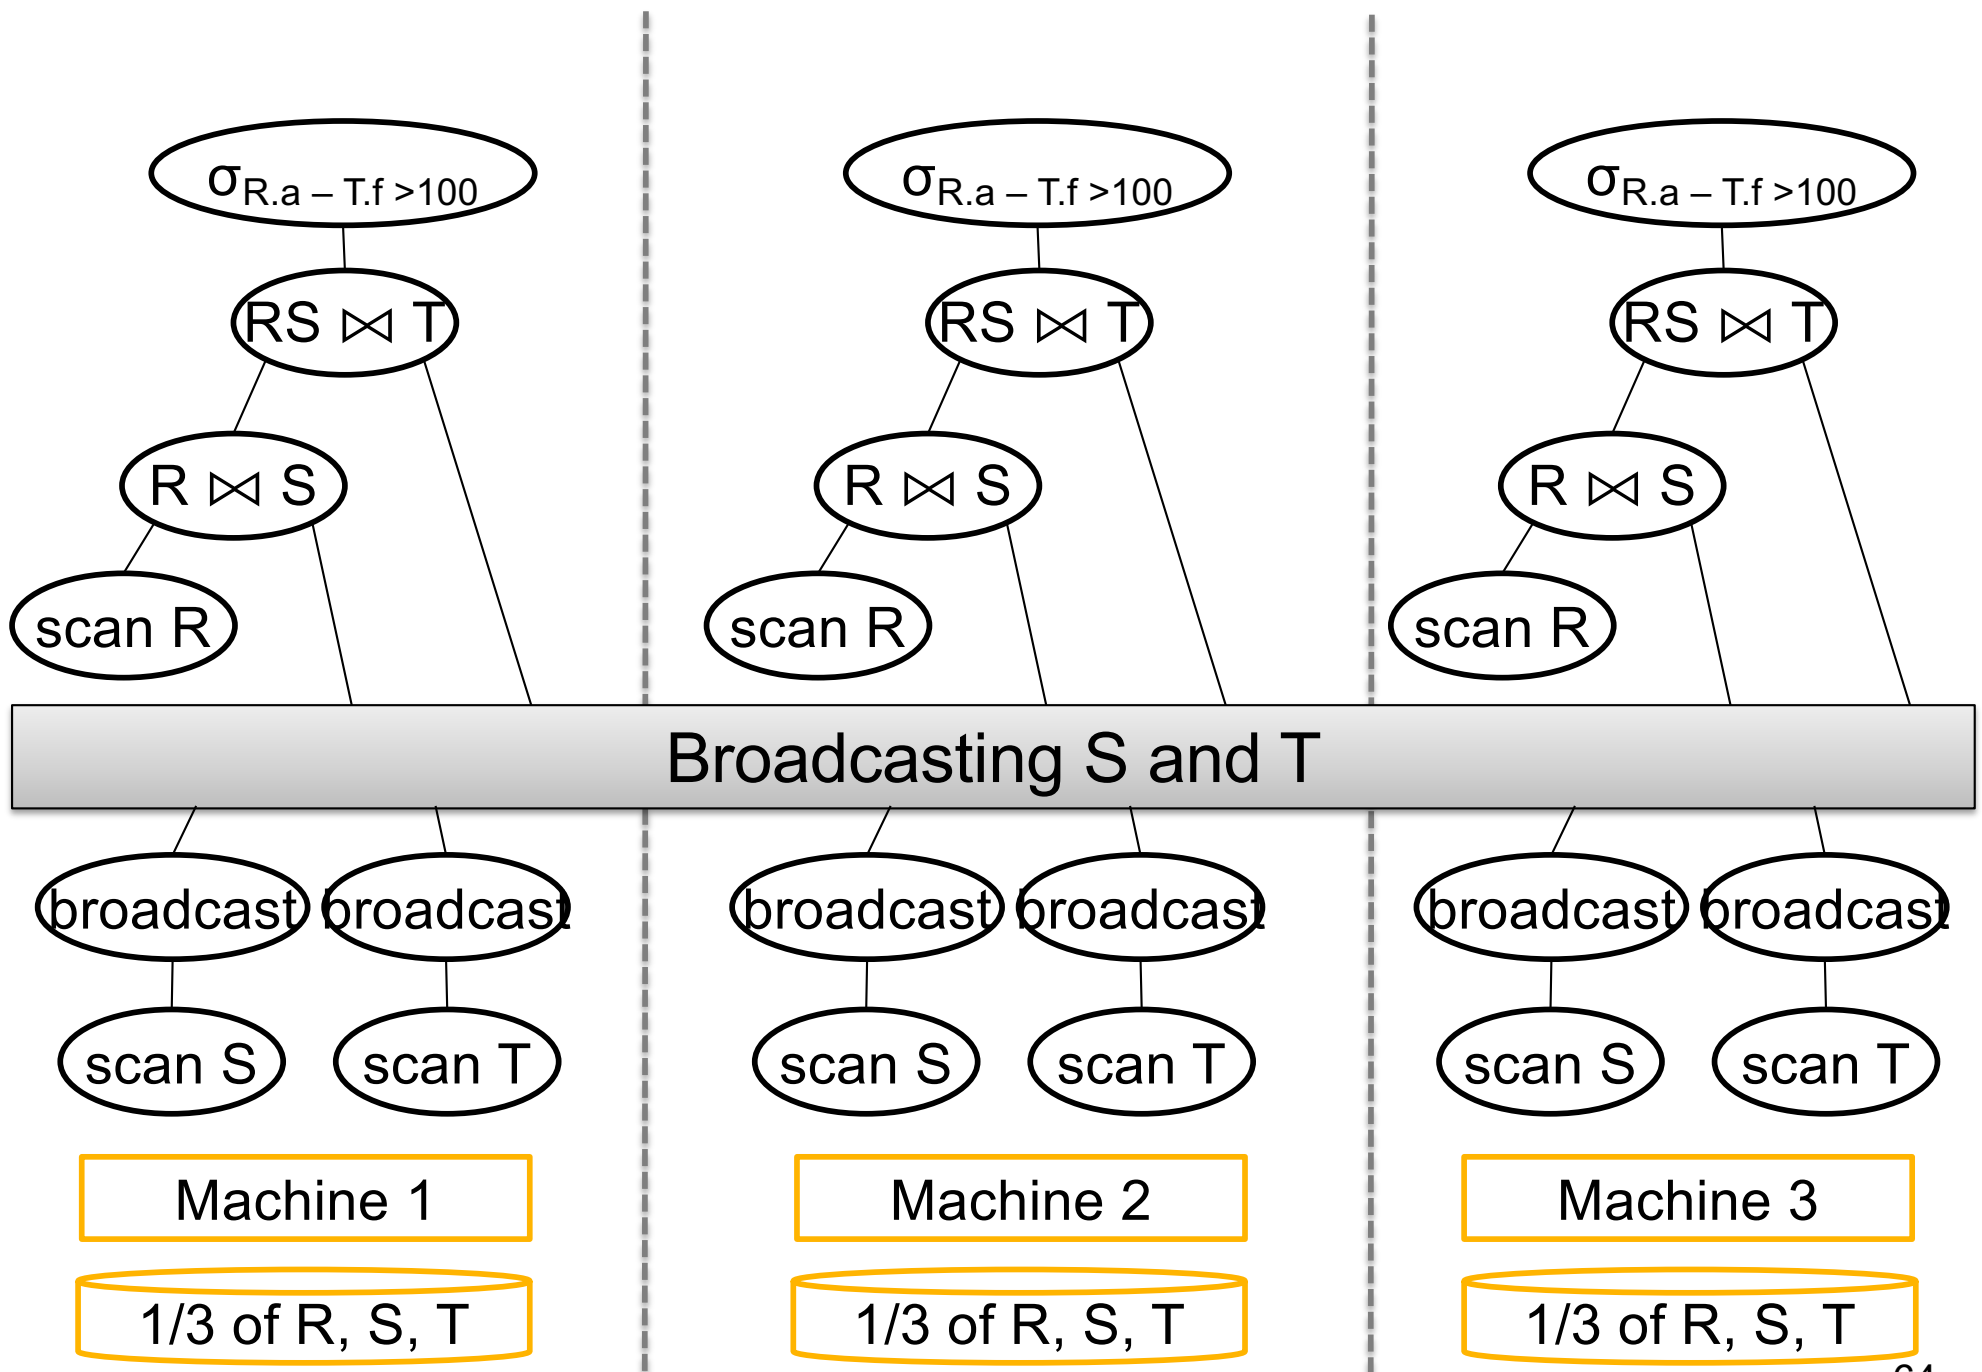 σR.a – T.f >100 σR.a – T.f >100 σR.a – T.f >100
RS ⋈ T RS ⋈ T RS ⋈ T
R ⋈ S R ⋈ S R ⋈ S
scan R scan R scan R
Broadcasting S and T
broadcast broadcast broadcast broadcast broadcast broadcast
scan S scan T scan S scan T scan S scan T
Machine 1 Machine 2 Machine 3
1/3 of R, S, T 1/3 of R, S, T 1/3 of R, S, T